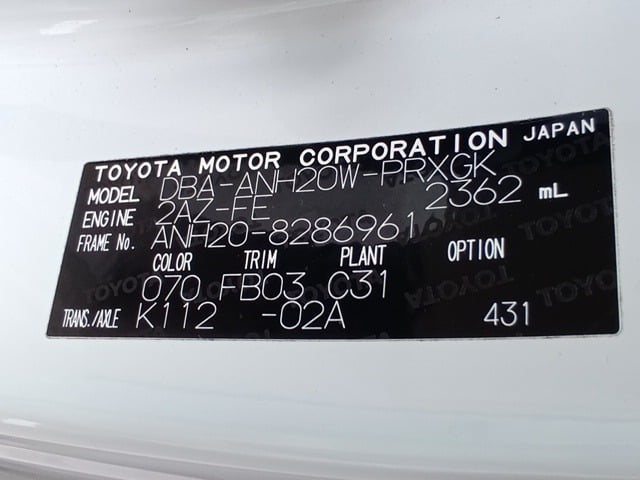 TOYOTA MOTOR CORPORATION JAPAN
MODEL DBA-ANH20W-PRXGK
ENGINE 2AZ-FE 2362 mL
FRAME No. ANH20-8286961
COLOR TRIM PLANT OPTION
070 FB03 C31
TRANS./AXLE K112 -02A 431